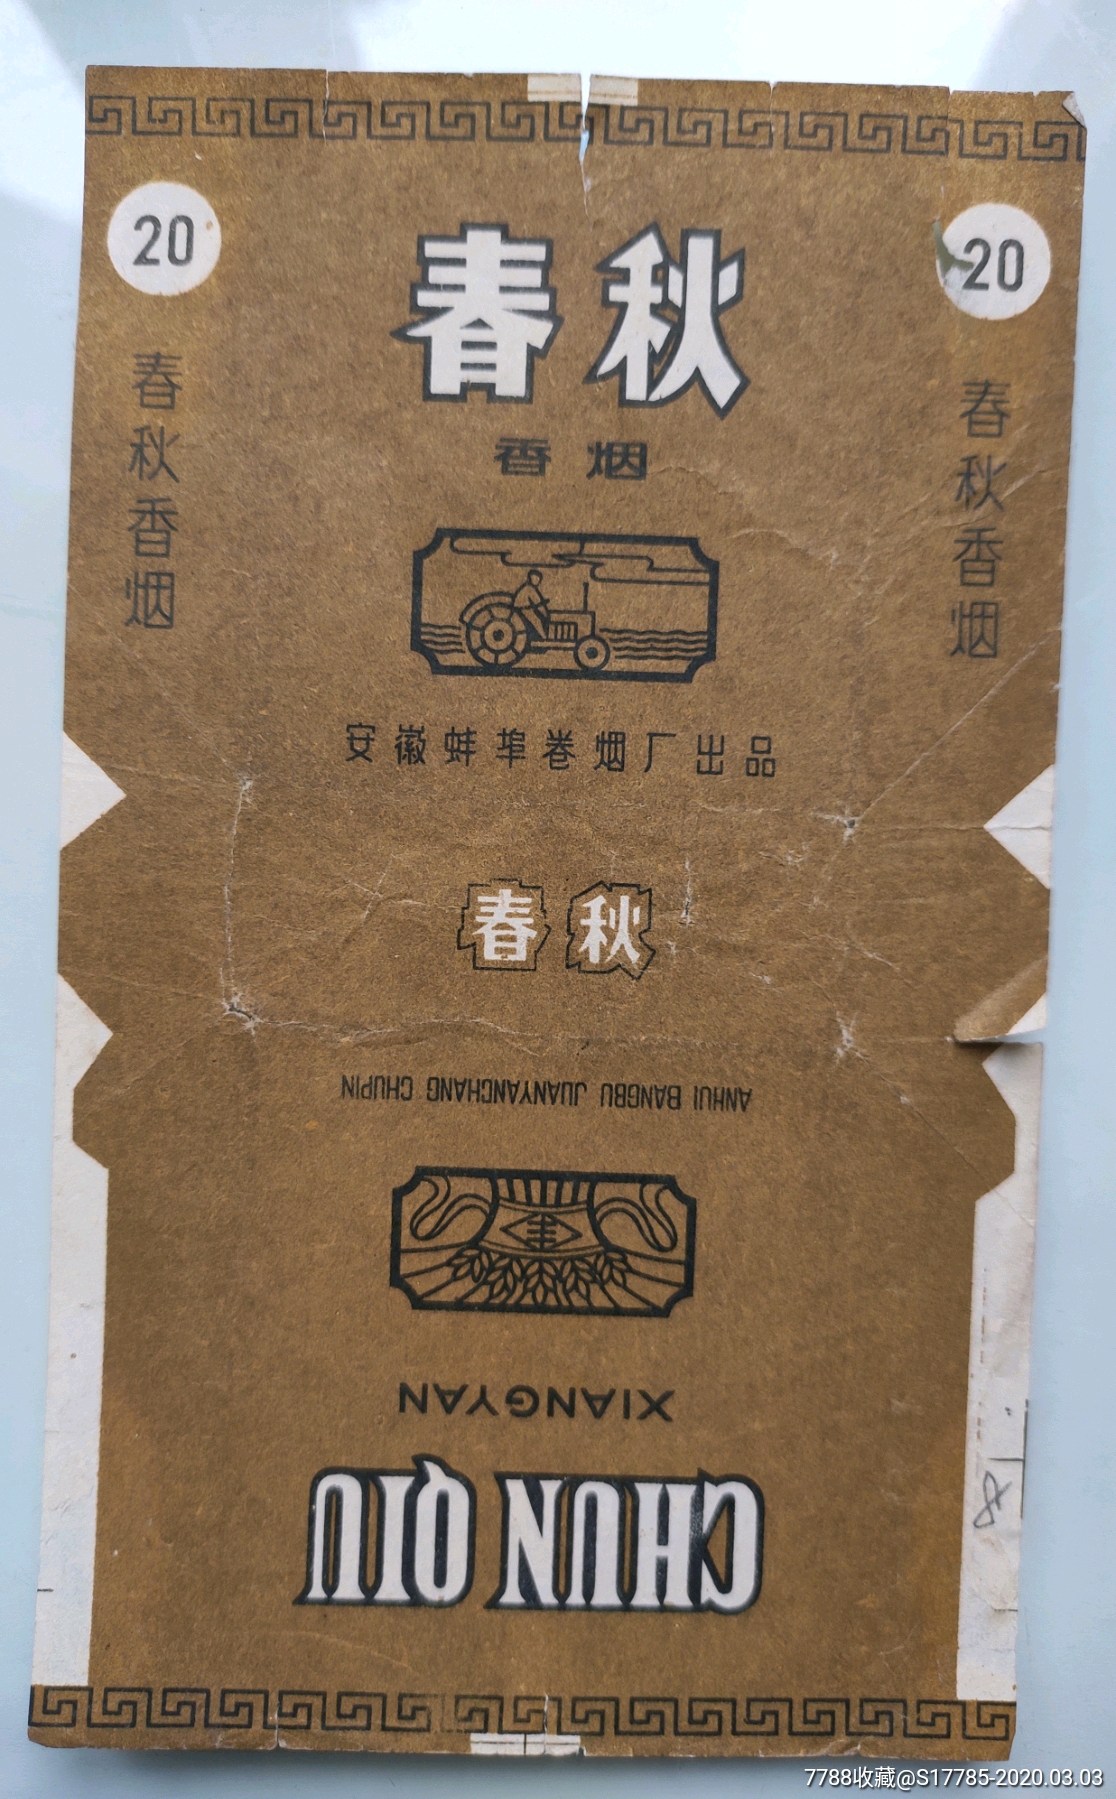 20
20
春秋
香烟
春秋香烟
春秋香烟
安徽蚌埠卷烟厂出品
春秋
ANHUI BANGBU JUANYANCHANG CHUPIN
丰
XIANGYAN
CHUN QIU
7788收藏@S17785-2020.03.03